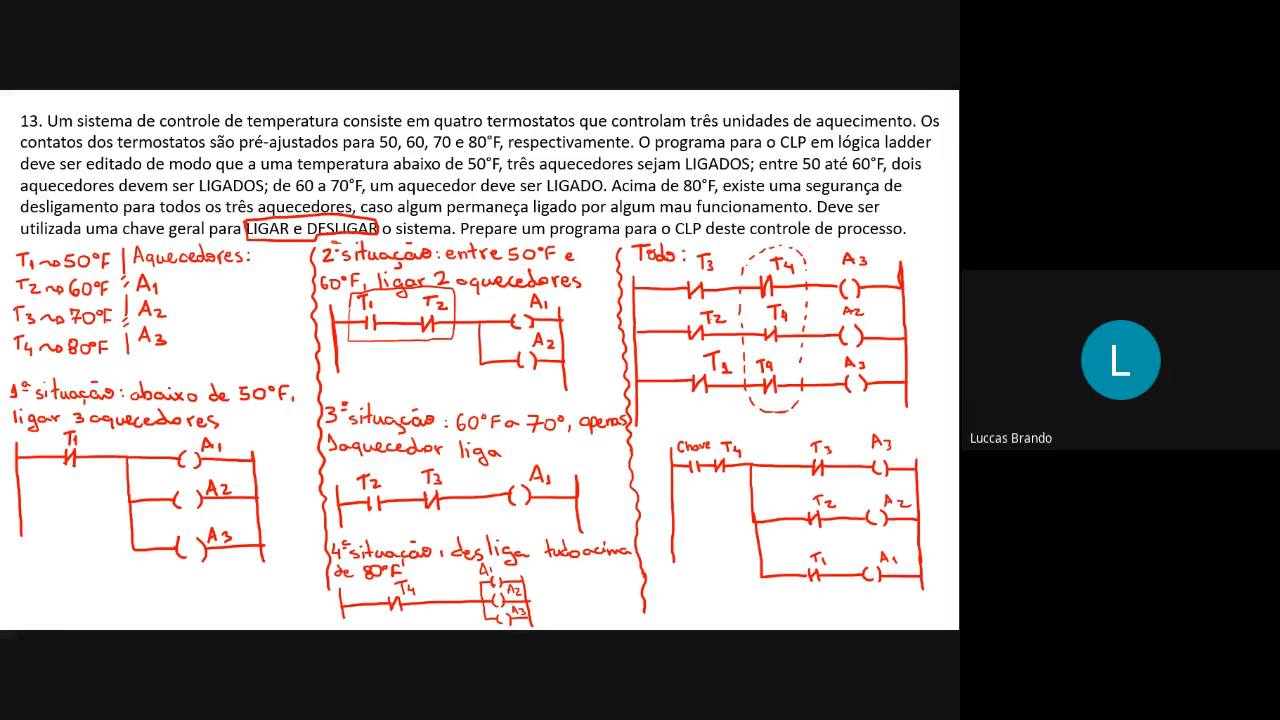 13. Um sistema de controle de temperatura consiste em quatro termostatos que controlam três unidades de aquecimento. Os
contatos dos termostatos são pré-ajustados para 50, 60, 70 e 80°F, respectivamente. O programa para o CLP em lógica ladder
deve ser editado de modo que a uma temperatura abaixo de 50°F, três aquecedores sejam LIGADOS; entre 50 até 60°F, dois
aquecedores devem ser LIGADOS; de 60 a 70°F, um aquecedor deve ser LIGADO. Acima de 80°F, existe uma segurança de
desligamento para todos os três aquecedores, caso algum permaneça ligado por algum mau funcionamento. Deve ser
utilizada uma chave geral para LIGAR e DESLIGAR o sistema. Prepare um programa para o CLP deste controle de processo.
T1 ~> 50°F
T2 ~> 60°F
T3 ~> 70°F
T4 ~> 80°F
Aquecedores:
A1
A2
A3
1ª situação: abaixo de 50°F,
ligar 3 aquecedores
T1 A1
A2
A3
2ª situação: entre 50°F e
60°F, ligar 2 aquecedores
T1 T2 A1
A2
3ª situação: 60°F a 70°, apenas
1 aquecedor liga
T2 T3 A1
4ª situação: desliga tudo acima
de 80°F
T4 A1
A2
A3
Todo:
T3 T4 A3
T2 T4 A2
T1 T4 A3
Chave T4 T3 A3
T2 A2
T1 A1
L
Luccas Brando